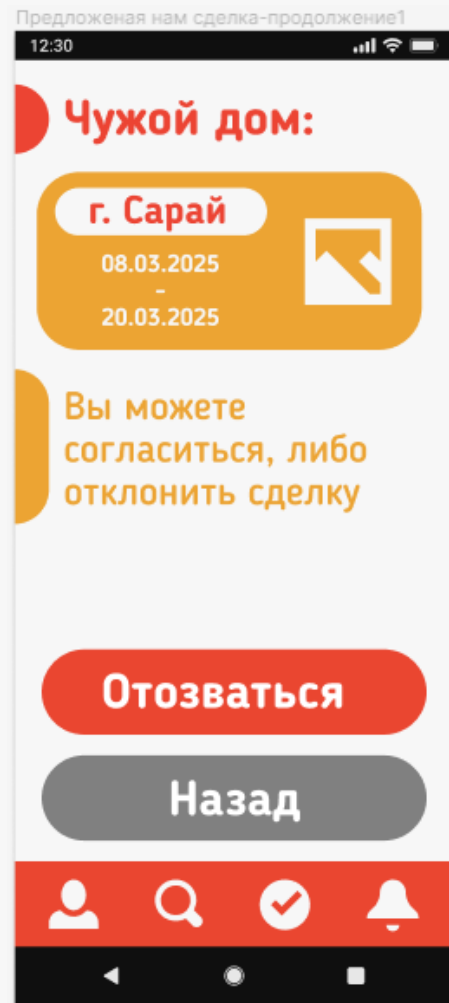 Предложеная нам сделка-продолжение1
12:30
Чужой дом:
г. Сарай
08.03.2025
-
20.03.2025
Вы можете
согласиться, либо
отклонить сделку
Отозваться
Назад